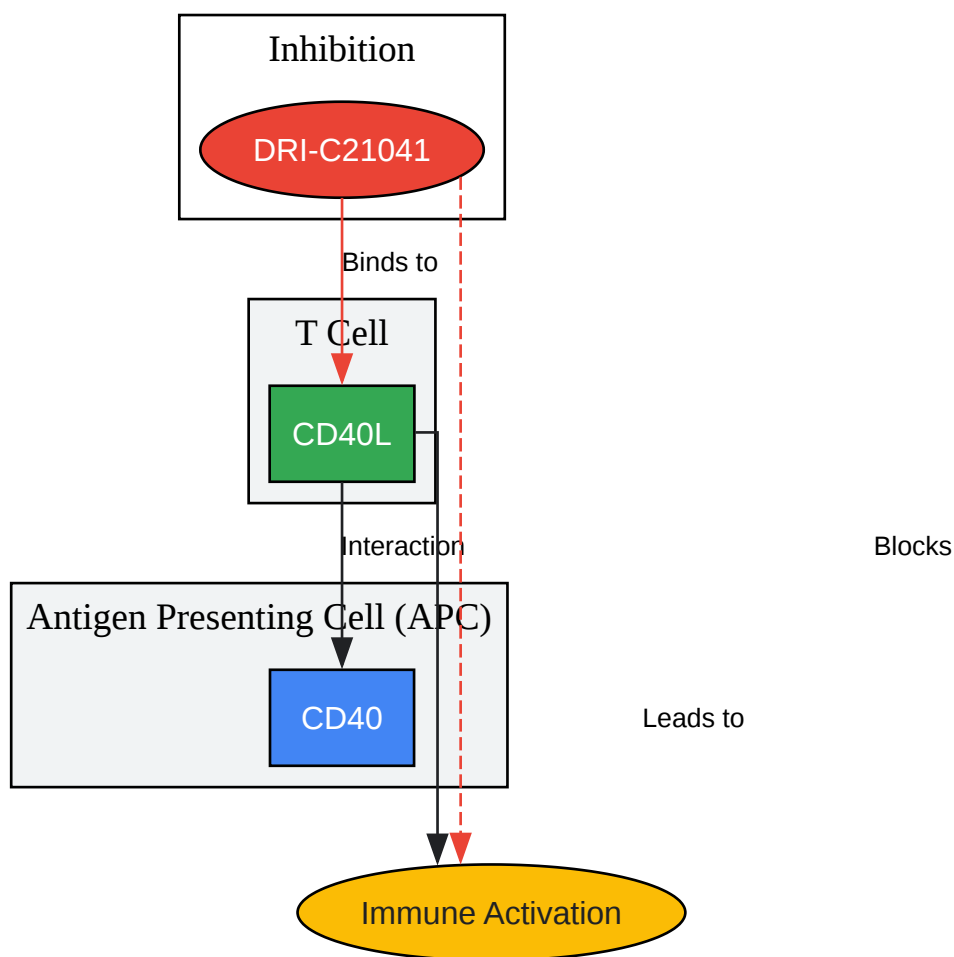 Inhibition
DRI-C21041
Binds to
T Cell
CD40L
Interaction
Blocks
Antigen Presenting Cell (APC)
CD40
Leads to
Immune Activation